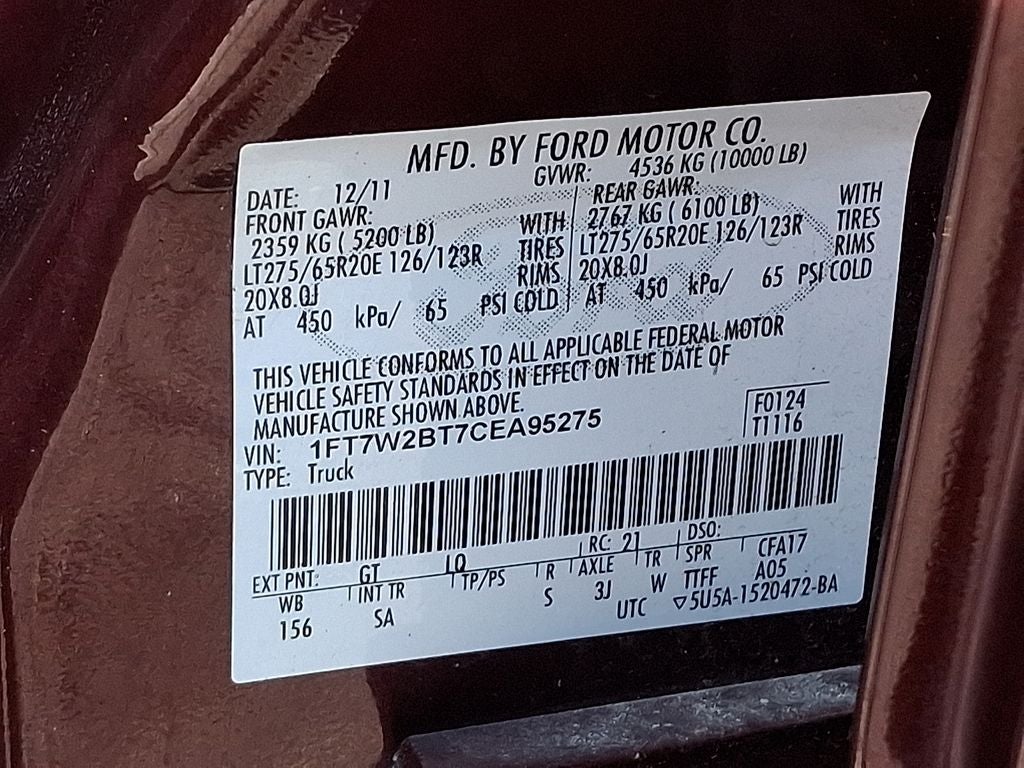 MFD. BY FORD MOTOR CO.
DATE: 12/11 GVWR: 4536 KG (10000 LB)
FRONT GAWR: REAR GAWR:
2359 KG ( 5200 LB) WITH 2767 KG ( 6100 LB) WITH
LT275/65R20E 126/123R TIRES LT275/65R20E 126/123R TIRES
20X8.0J RIMS 20X8.0J RIMS
AT 450 kPa/ 65 PSI COLD AT 450 kPa/ 65 PSI COLD
THIS VEHICLE CONFORMS TO ALL APPLICABLE FEDERAL MOTOR
VEHICLE SAFETY STANDARDS IN EFFECT ON THE DATE OF
MANUFACTURE SHOWN ABOVE.
VIN: 1FT7W2BT7CEA95275 F0124
TYPE: Truck T1116
EXT PNT: GT LQ RC: 21 DSO: CFA17
WB INT TR TP/PS R AXLE TR SPR A05
156 SA S 3J W TTFF
UTC ▽5U5A-1520472-BA